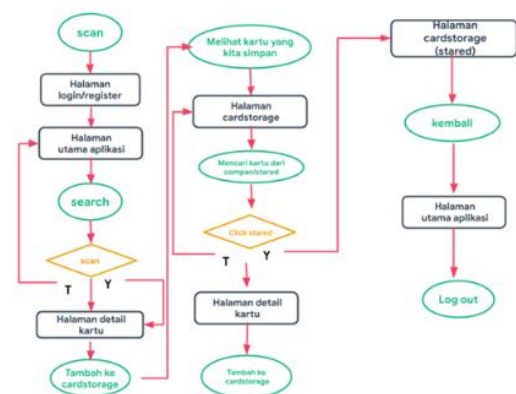 scan
Halaman
login/register
Halaman
utama aplikasi
search
scan
T
Y
Halaman detail
kartu
Tambah ke
cardstorage
Melihat kartu yang
kita simpan
Halaman
cardstorage
Mencari kartu dari
compan/stared
Click stared
T
Y
Halaman detail
kartu
Tambah ke
cardstorage
Halaman
cardstorage
(stared)
kembali
Halaman
utama aplikasi
Log out